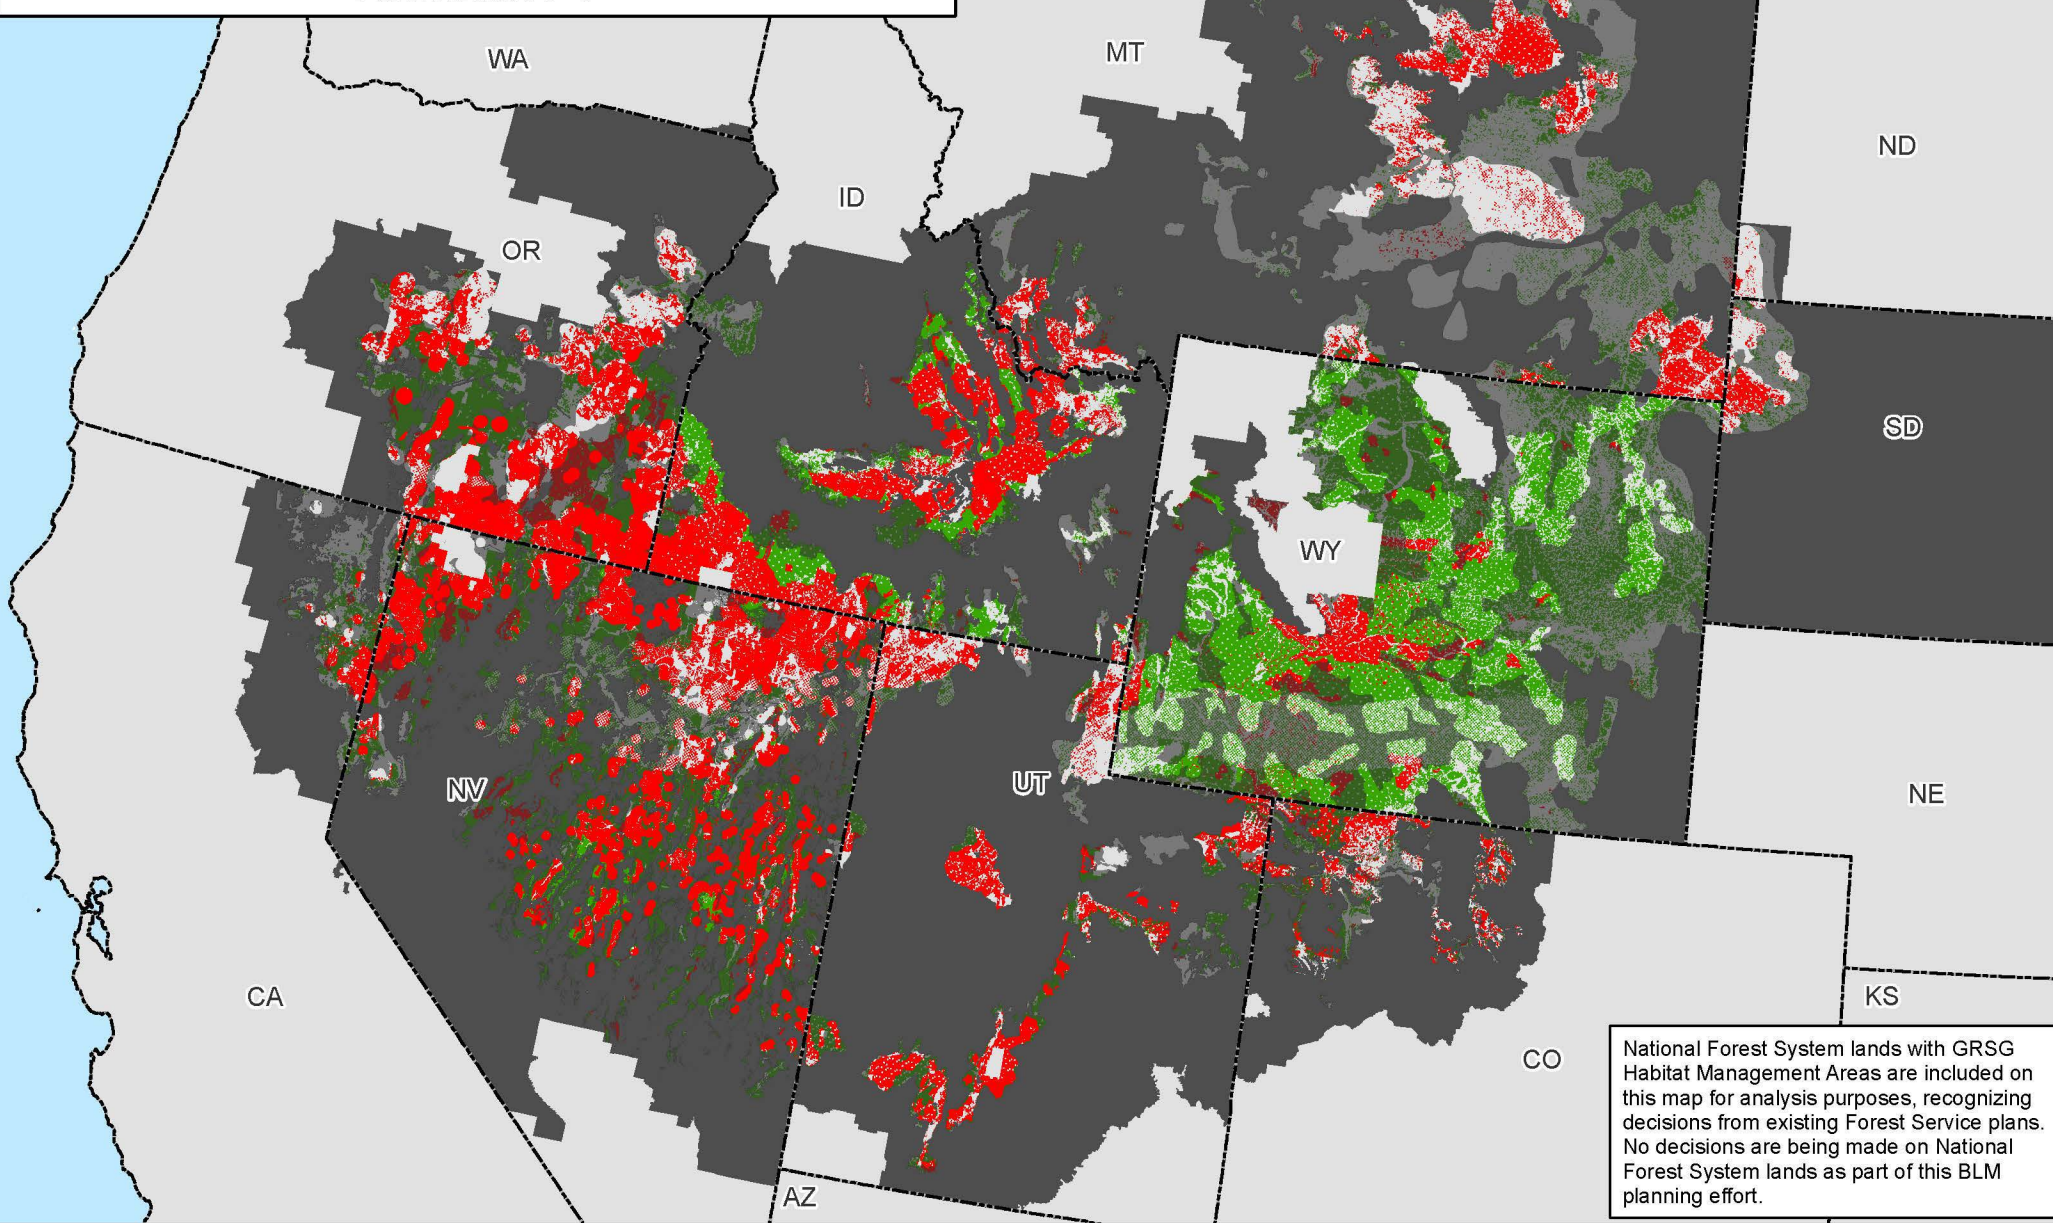 WA
MT
ND
ID
OR
SD
WY
NV
UT
NE
CA
KS
CO
AZ
National Forest System lands with GRSG
Habitat Management Areas are included on
this map for analysis purposes, recognizing
decisions from existing Forest Service plans.
No decisions are being made on National
Forest System lands as part of this BLM
planning effort.